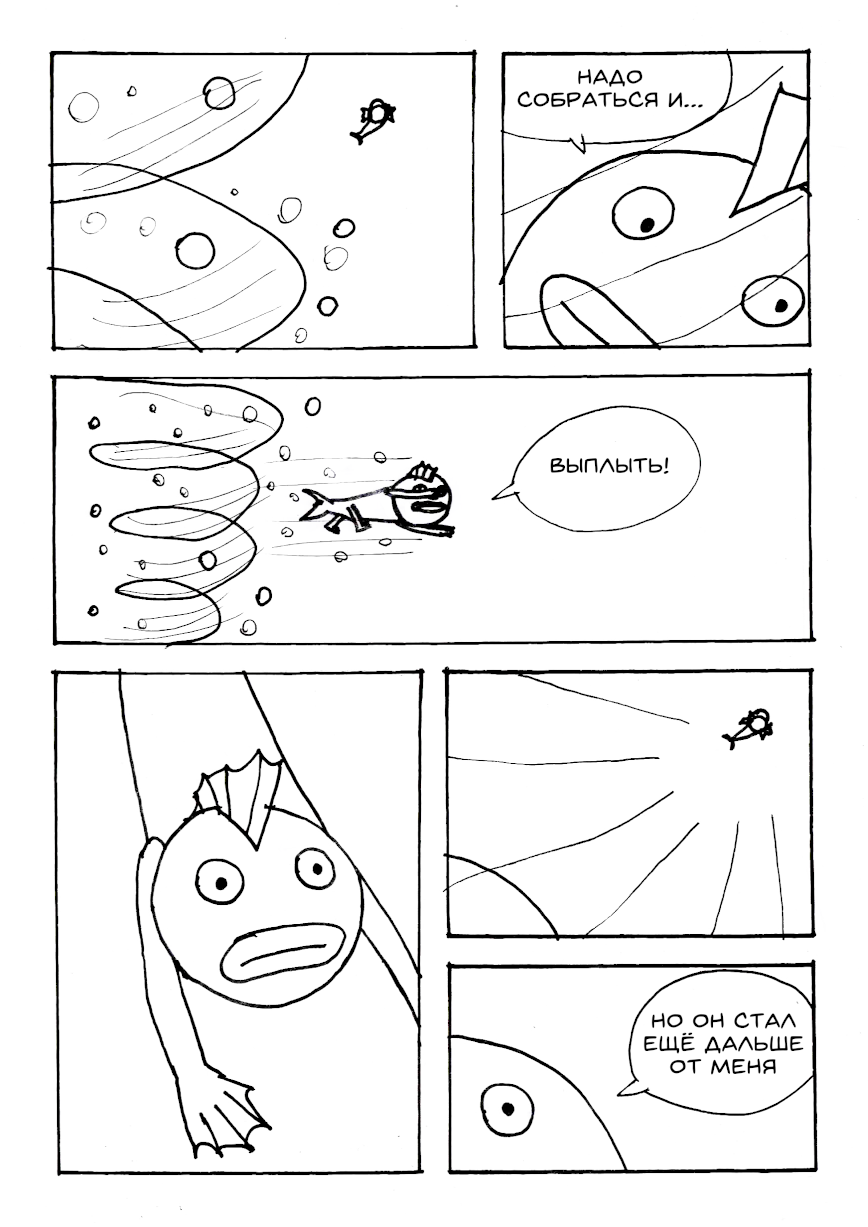 НАДО
СОБРАТЬСЯ И...
ВЫПЛЫТЬ!
НО ОН СТАЛ
ЕЩЁ ДАЛЬШЕ
ОТ МЕНЯ